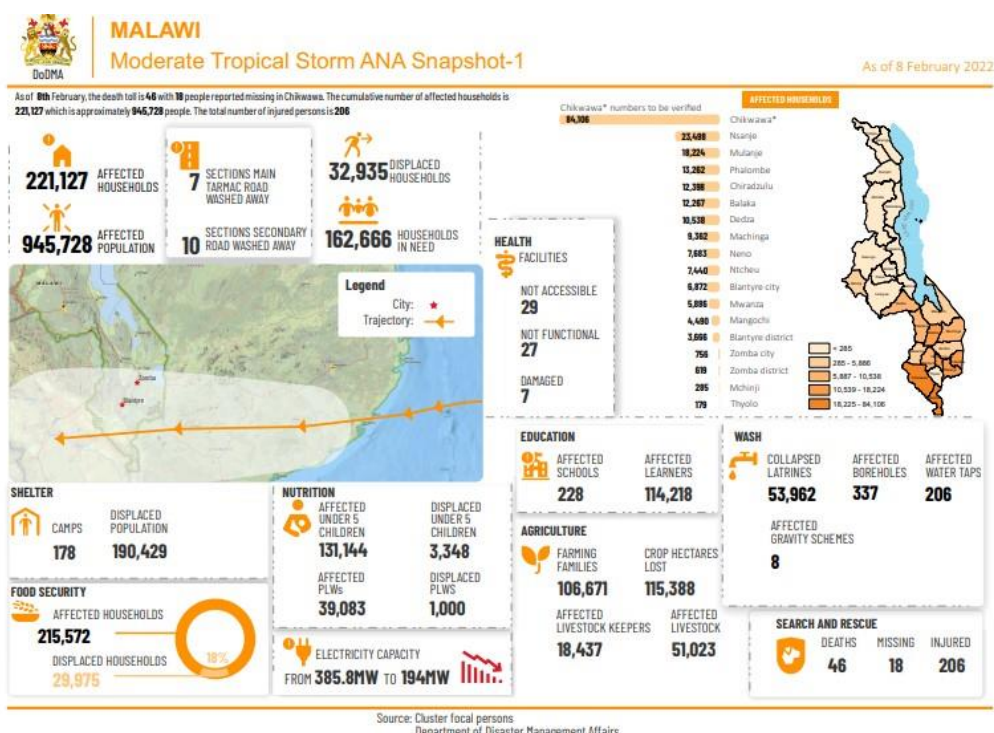 DoDMA
MALAWI
Moderate Tropical Storm ANA Snapshot-1
As of 8 February 2022
As of 8th February, the death toll is 46 with 18 people reported missing in Chikwawa. The cumulative number of affected households is
221,127 which is approximately 945,728 people. The total number of injured persons is 206
221,127 AFFECTED HOUSEHOLDS
945,728 AFFECTED POPULATION
7 SECTIONS MAIN TARMAC ROAD WASHED AWAY
10 SECTIONS SECONDARY ROAD WASHED AWAY
32,935 DISPLACED HOUSEHOLDS
162,666 HOUSEHOLDS IN NEED
AFFECTED HOUSEHOLDS
Chikwawa* numbers to be verified
84,106 Chikwawa*
23,498 Nsanje
18,224 Mulanje
13,262 Phalombe
12,398 Chiradzulu
12,267 Balaka
10,538 Dedza
9,362 Machinga
7,683 Neno
7,440 Ntcheu
6,872 Blantyre city
5,886 Mwanza
4,490 Mangochi
3,666 Blantyre district
756 Zomba city
619 Zomba district
285 Mchinji
179 Thyolo
< 285
285 - 5,886
5,887 - 10,538
10,539 - 18,224
18,225 - 84,106
MALAWI
Legend
City:
Trajectory:
Zomba
Blantyre
HEALTH
FACILITIES
NOT ACCESSIBLE
29
NOT FUNCTIONAL
27
DAMAGED
7
EDUCATION
AFFECTED SCHOOLS
228
AFFECTED LEARNERS
114,218
WASH
COLLAPSED LATRINES
53,962
AFFECTED BOREHOLES
337
AFFECTED WATER TAPS
206
AFFECTED GRAVITY SCHEMES
8
SHELTER
CAMPS
178
DISPLACED POPULATION
190,429
NUTRITION
AFFECTED UNDER 5 CHILDREN
131,144
DISPLACED UNDER 5 CHILDREN
3,348
AFFECTED PLWs
39,083
DISPLACED PLWS
1,000
AGRICULTURE
FARMING FAMILIES
106,671
CROP HECTARES LOST
115,388
AFFECTED LIVESTOCK KEEPERS
18,437
AFFECTED LIVESTOCK
51,023
FOOD SECURITY
AFFECTED HOUSEHOLDS
215,572
DISPLACED HOUSEHOLDS
29,975
18%
ELECTRICITY CAPACITY
FROM 385.8MW TO 194MW
SEARCH AND RESCUE
DEATHS
46
MISSING
18
INJURED
206
Source: Cluster focal persons
Department of Disaster Management Affairs